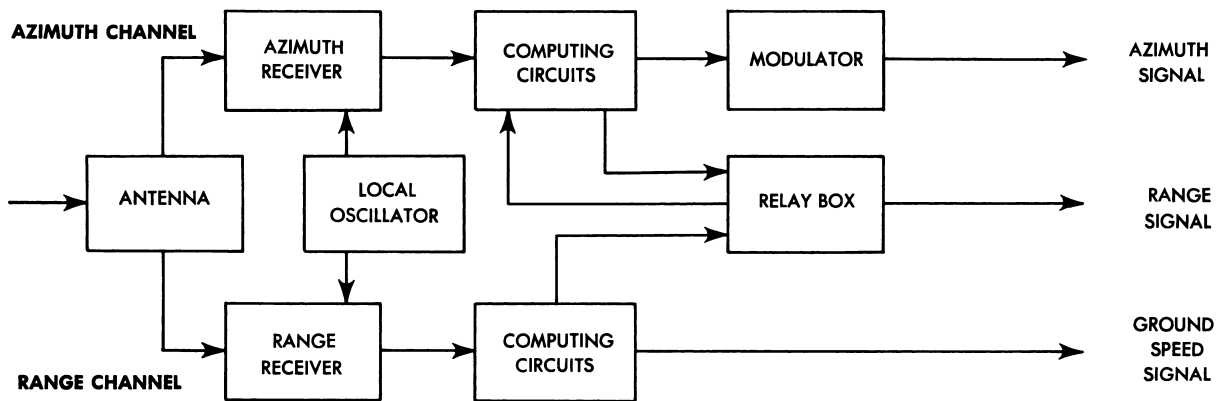 AZIMUTH CHANNEL
AZIMUTH
RECEIVER
COMPUTING
CIRCUITS
MODULATOR
AZIMUTH
SIGNAL
ANTENNA
LOCAL
OSCILLATOR
RELAY BOX
RANGE
SIGNAL
RANGE
RECEIVER
COMPUTING
CIRCUITS
GROUND
SPEED
SIGNAL
RANGE CHANNEL